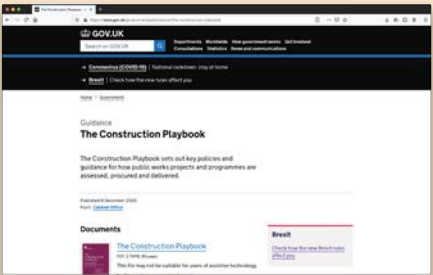 The Construction Playbook
GOV.UK
Departments Worldwide How government works Get involved
Search on GOV.UK
Consultations Statistics News and communications
→ Coronavirus (COVID-19) | National lockdown: stay at home
→ Brexit | Check how the new rules affect you
Home > Government
Guidance
The Construction Playbook
The Construction Playbook sets out key policies and
guidance for how public works projects and programmes are
assessed, procured and delivered.
Published 8 December 2020
From: Cabinet Office
Documents
Brexit
The Construction Playbook
Check how the new Brexit rules
affect you
This file may not be suitable for users of assistive technology.